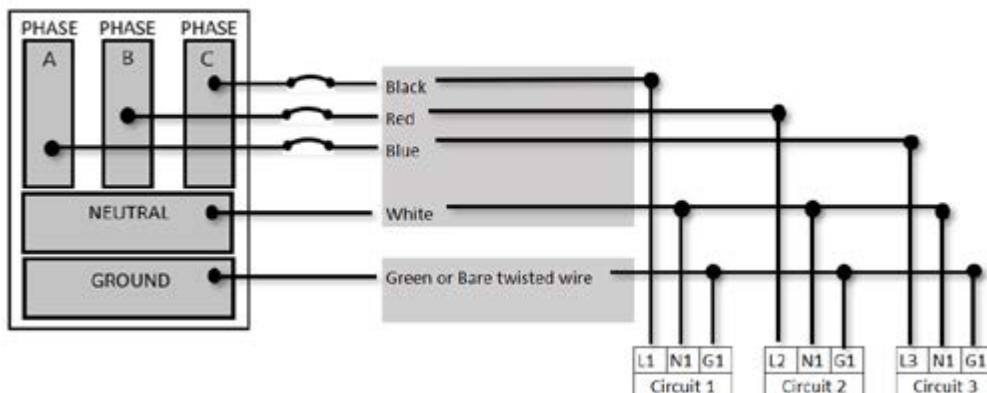 PHASE PHASE PHASE
A B C
Black
Red
Blue
NEUTRAL
White
GROUND
Green or Bare twisted wire
L1 N1 G1 L2 N1 G1 L3 N1 G1
Circuit 1 Circuit 2 Circuit 3